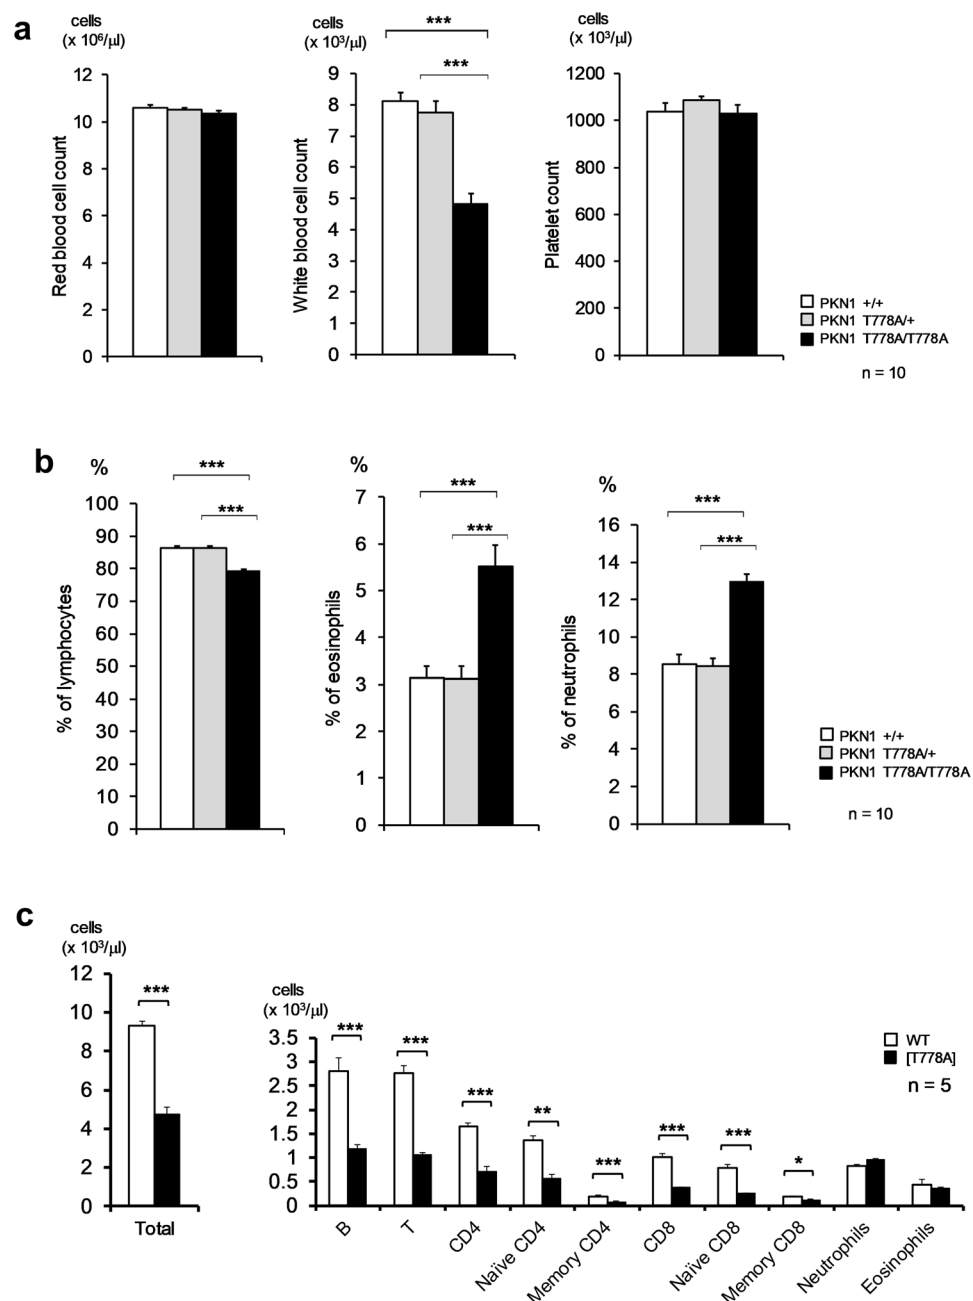 a
cells
(x 10⁶/µl)
Red blood cell count
12
10
8
6
4
2
0
cells
(x 10³/µl)
***
***
White blood cell count
9
8
7
6
5
4
3
2
1
0
cells
(x 10³/µl)
Platelet count
1200
1000
800
600
400
200
0
PKN1 +/+
PKN1 T778A/+
PKN1 T778A/T778A
n = 10
b
%
***
***
% of lymphocytes
100
90
80
70
60
50
40
30
20
10
0
%
***
***
% of eosinophils
7
6
5
4
3
2
1
0
%
***
***
% of neutrophils
16
14
12
10
8
6
4
2
0
PKN1 +/+
PKN1 T778A/+
PKN1 T778A/T778A
n = 10
c
cells
(x 10³/µl)
12
10
8
6
4
2
0
***
Total
cells
(x 10³/µl)
3.5
3
2.5
2
1.5
1
0.5
0
***
***
***
**
***
***
***
*
B
T
CD4
Naïve CD4
Memory CD4
CD8
Naïve CD8
Memory CD8
Neutrophils
Eosinophils
WT
[T778A]
n = 5